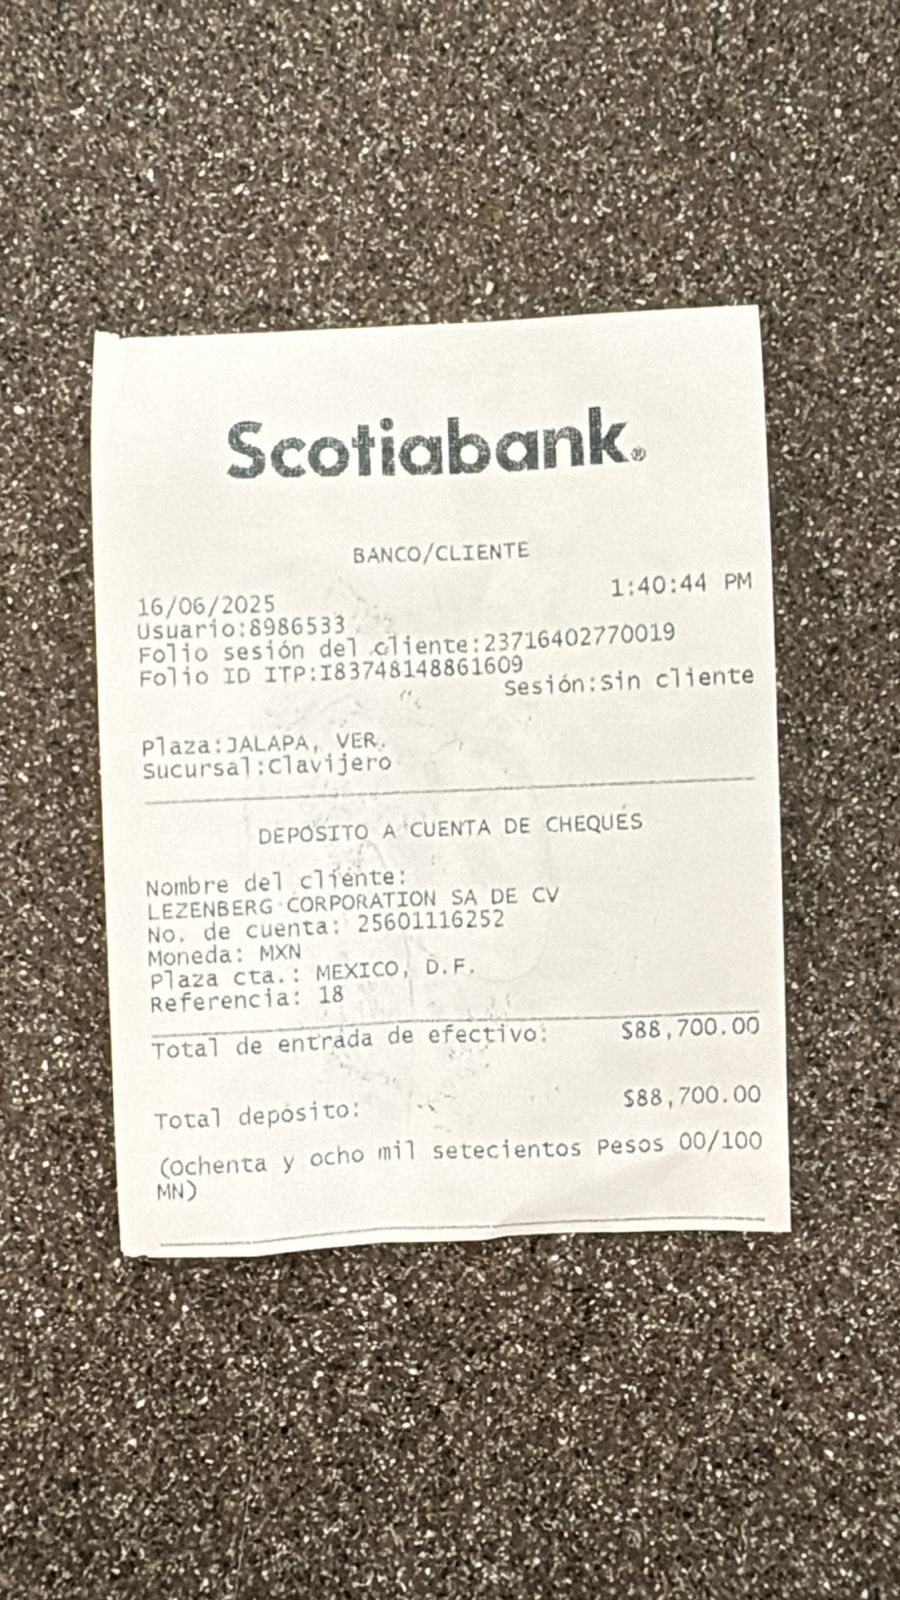 Scotiabank®
BANCO/CLIENTE
16/06/2025 1:40:44 PM
Usuario:8986533
Folio sesión del cliente:23716402770019
Folio ID ITP:I83748148861609
Sesión:Sin cliente
Plaza:JALAPA, VER.
Sucursal:Clavijero
DEPÓSITO A CUENTA DE CHEQUES
Nombre del cliente:
LEZENBERG CORPORATION SA DE CV
No. de cuenta: 25601116252
Moneda: MXN
Plaza cta.: MEXICO, D.F.
Referencia: 18
Total de entrada de efectivo: $88,700.00
Total depósito: $88,700.00
(Ochenta y ocho mil setecientos Pesos 00/100
MN)